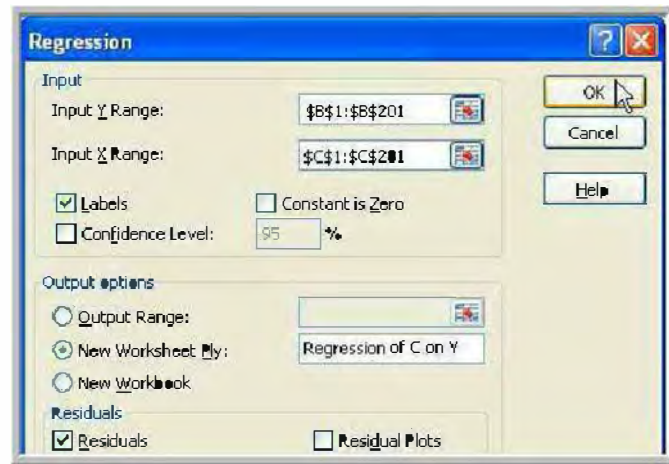 Regression
Input
Input Y Range: $B$1:$B$201
Input X Range: $C$1:$C$201
Labels Constant is Zero
Confidence Level: 95 %
OK
Cancel
Help
Output options
Output Range:
New Worksheet Ply: Regression of C on Y
New Workbook
Residuals
Residuals Residual Plots